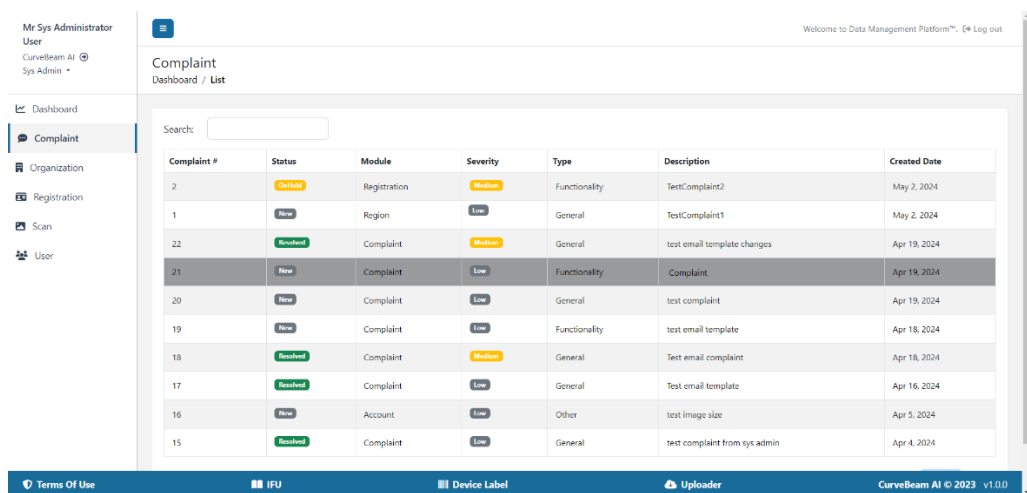 Mr Sys Administrator
User
CurveBeam AI
Sys Admin
Welcome to Data Management Platform™. Log out
Complaint
Dashboard / List
Dashboard
Complaint
Organization
Registration
Scan
User
Search:
Complaint # Status Module Severity Type Description Created Date
2 OnHold Registration Medium Functionality TestComplaint2 May 2, 2024
1 New Region Low General TestComplaint1 May 2, 2024
22 Resolved Complaint Medium General test email template changes Apr 19, 2024
21 New Complaint Low Functionality Complaint Apr 19, 2024
20 New Complaint Low General test complaint Apr 19, 2024
19 New Complaint Low Functionality test email template Apr 18, 2024
18 Resolved Complaint Medium General Test email complaint Apr 18, 2024
17 Resolved Complaint Low General Test email template Apr 16, 2024
16 New Account Low Other test image size Apr 5, 2024
15 Resolved Complaint Low General test complaint from sys admin Apr 4, 2024
Terms Of Use IFU Device Label Uploader CurveBeam AI © 2023 v1.0.0